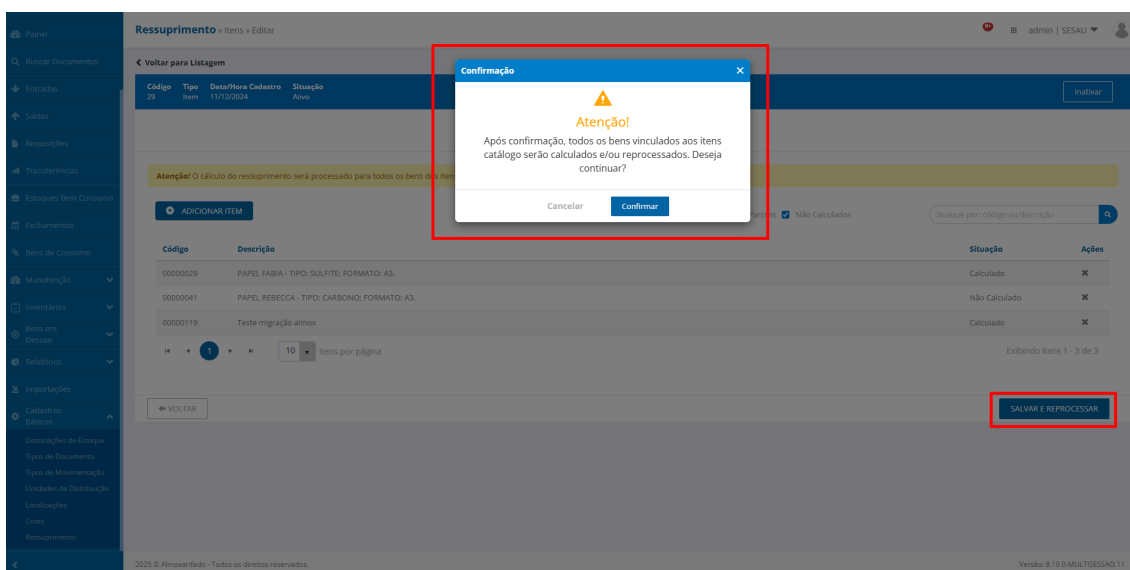 Painel
Buscar Documentos
Entradas
Saídas
Requisições
Transferências
Estoques Bem Consumo
Fechamentos
Bens de Consumo
Manutenção
Inventários
Bens em
Desuso
Relatórios
Importações
Cadastros
Básicos
Destinações de Estoque
Tipos de Documento
Tipos de Movimentação
Unidades de Distribuição
Localizações
Cotas
Ressuprimento
Ressuprimento » Itens » Editar
admin | SESAU
Voltar para Listagem
Código Tipo Data/Hora Cadastro Situação
29 Item 11/12/2024 Ativo
Inativar
Confirmação
Atenção!
Após confirmação, todos os bens vinculados aos itens
catálogo serão calculados e/ou reprocessados. Deseja
continuar?
Cancelar Confirmar
Atenção! O cálculo do ressuprimento será processado para todos os bens dos
ADICIONAR ITEM
Não Calculados
Busque por: código ou descrição
Código Descrição Situação Ações
00000029 PAPEL FABIA - TIPO: SULFITE; FORMATO: A3. Calculado
00000041 PAPEL REBECCA - TIPO: CARBONO; FORMATO: A3. Não Calculado
00000119 Teste migração almox Calculado
1 10 itens por página Exibindo itens 1 - 3 de 3
VOLTAR
SALVAR E REPROCESSAR
2025 © Almoxarifado - Todos os direitos reservados. Versão: 8.19.0-MULTISESSAO.11